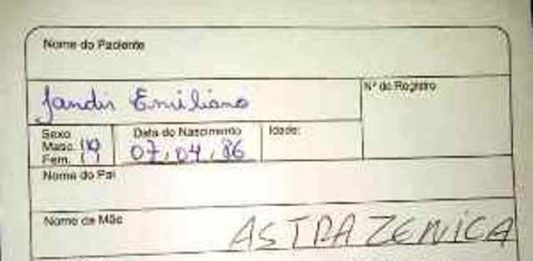 Nome do Paciente
Jandir Emiliano
Nº do Registro
Sexo
Masc. (x)
Fem. ( )
Data do Nascimento
07.04.86
Idade:
Nome do Pai
Nome da Mãe
ASTRAZENICA